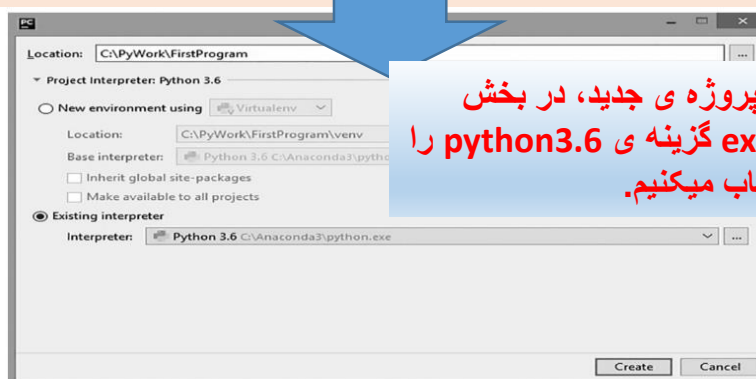 PC
Location: C:\PyWork\FirstProgram ...
Project Interpreter: Python 3.6
New environment using Virtualenv
Location: C:\PyWork\FirstProgram\venv
Base interpreter: Python 3.6 C:\Anaconda3\pytho
Inherit global site-packages
Make available to all projects
Existing interpreter
Interpreter: Python 3.6 C:\Anaconda3\python.exe ...
پروژه ی جدید، در بخش
ex گزینه ی python3.6 را
اب میکنیم.
Create Cancel